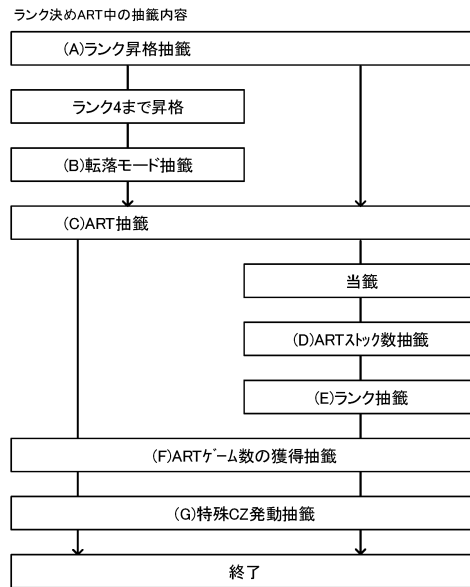 ランク決めART中の抽籤内容
(A)ランク昇格抽籤
ランク4まで昇格
(B)転落モード抽籤
(C)ART抽籤
当籤
(D)ARTｽﾄｯｸ数抽籤
(E)ランク抽籤
(F)ARTｹﾞｰﾑ数の獲得抽籤
(G)特殊CZ発動抽籤
終了